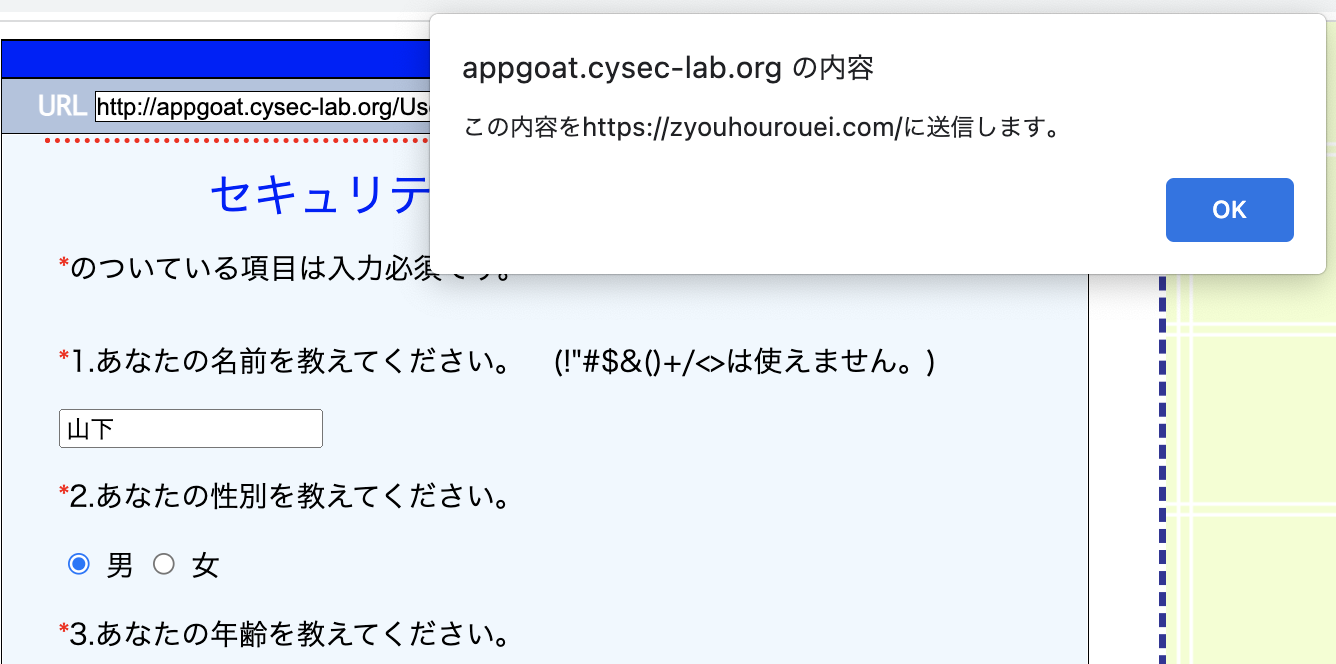 appgoat.cysec-lab.org の内容
この内容をhttps://zyouhourouei.com/に送信します。
OK
URL http://appgoat.cysec-lab.org/Us
セキュリテ
*のついている項目は入力必須です。
*1.あなたの名前を教えてください。 (!"#$&()+/<>は使えません。)
山下
*2.あなたの性別を教えてください。
男 女
*3.あなたの年齢を教えてください。